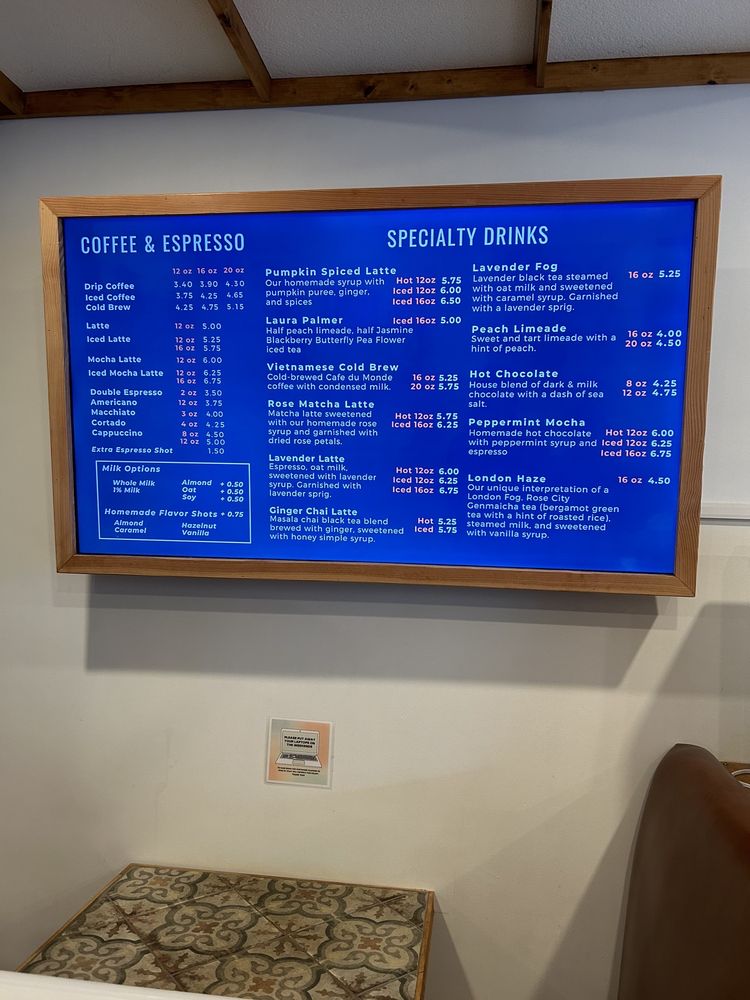 COFFEE & ESPRESSO
12 oz 16 oz 20 oz
Drip Coffee 3.40 3.90 4.30
Iced Coffee 3.75 4.25 4.65
Cold Brew 4.25 4.75 5.15
Latte 12 oz 5.00
Iced Latte 12 oz 5.25
16 oz 5.75
Mocha Latte 12 oz 6.00
Iced Mocha Latte 12 oz 6.25
16 oz 6.75
Double Espresso 2 oz 3.50
Americano 12 oz 3.75
Macchiato 3 oz 4.00
Cortado 4 oz 4.25
Cappuccino 8 oz 4.50
12 oz 5.00
Extra Espresso Shot 1.50
Milk Options
Whole Milk Almond + 0.50
1% Milk Oat + 0.50
Soy + 0.50
Homemade Flavor Shots + 0.75
Almond Hazelnut
Caramel Vanilla
SPECIALTY DRINKS
Pumpkin Spiced Latte
Our homemade syrup with Hot 12oz 5.75
pumpkin puree, ginger, Iced 12oz 6.00
and spices Iced 16oz 6.50
Laura Palmer Iced 16oz 5.00
Half peach limeade, half Jasmine
Blackberry Butterfly Pea Flower
iced tea
Vietnamese Cold Brew
Cold-brewed Cafe du Monde 16 oz 5.25
coffee with condensed milk. 20 oz 5.75
Rose Matcha Latte
Matcha latte sweetened Hot 12oz 5.75
with our homemade rose Iced 16oz 6.25
syrup and garnished with
dried rose petals.
Lavender Latte
Espresso, oat milk, Hot 12oz 6.00
sweetened with lavender Iced 12oz 6.25
syrup. Garnished with Iced 16oz 6.75
lavender sprig.
Ginger Chai Latte
Masala chai black tea blend Hot 5.25
brewed with ginger, sweetened Iced 5.75
with honey simple syrup.
Lavender Fog
Lavender black tea steamed 16 oz 5.25
with oat milk and sweetened
with caramel syrup. Garnished
with a lavender sprig.
Peach Limeade
Sweet and tart limeade with a 16 oz 4.00
hint of peach. 20 oz 4.50
Hot Chocolate
House blend of dark & milk 8 oz 4.25
chocolate with a dash of sea 12 oz 4.75
salt.
Peppermint Mocha
Homemade hot chocolate Hot 12oz 6.00
with peppermint syrup and Iced 12oz 6.25
espresso Iced 16oz 6.75
London Haze 16 oz 4.50
Our unique interpretation of a
London Fog. Rose City
Genmaicha tea (bergamot green
tea with a hint of roasted rice),
steamed milk, and sweetened
with vanilla syrup.
PLEASE PUT AWAY
YOUR LAPTOPS ON
THE WEEKENDS